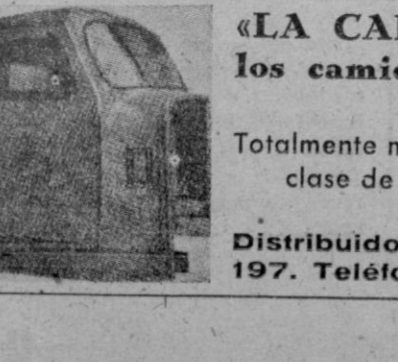 «LA CA
los cami
Totalmente
clase de
Distribuido
197. Teléf